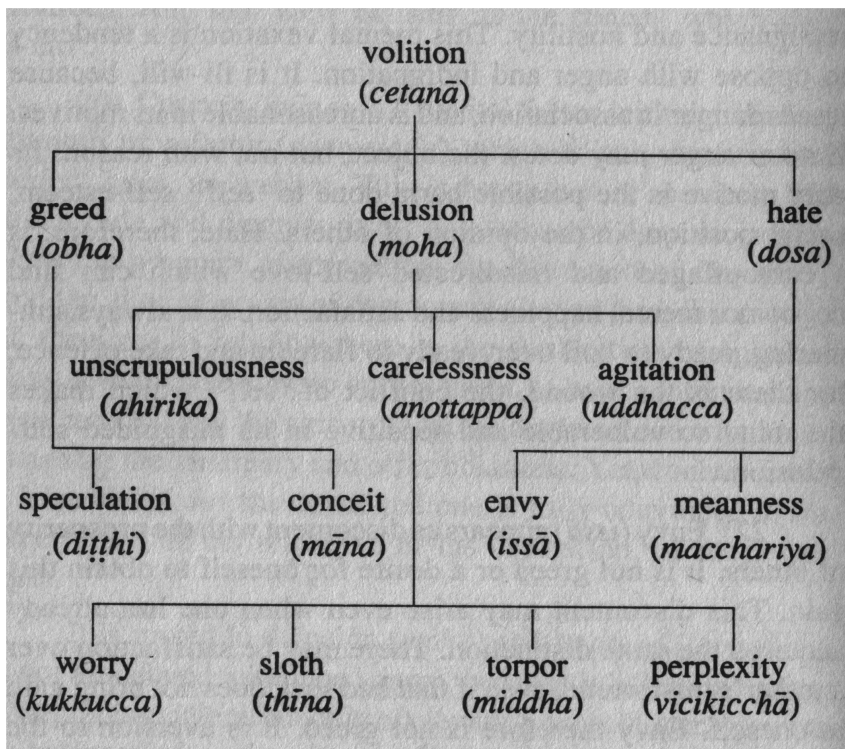 volition
(cetanā)
greed delusion hate
(lobha) (moha) (dosa)
unscrupulousness carelessness agitation
(ahirika) (anottappa) (uddhacca)
speculation conceit envy meanness
(diṭṭhi) (māna) (issā) (macchariya)
worry sloth torpor perplexity
(kukkucca) (thīna) (middha) (vicikicchā)